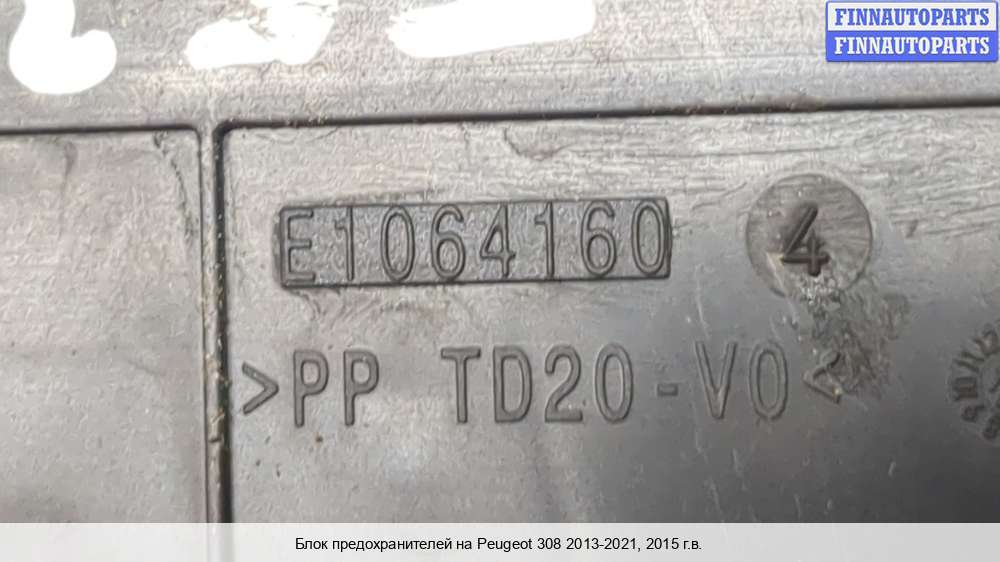 FINNAUTOPARTS
FINNAUTOPARTS
E1064160
4
>PP TD20-V0<
Блок предохранителей на Peugeot 308 2013-2021, 2015 г.в.